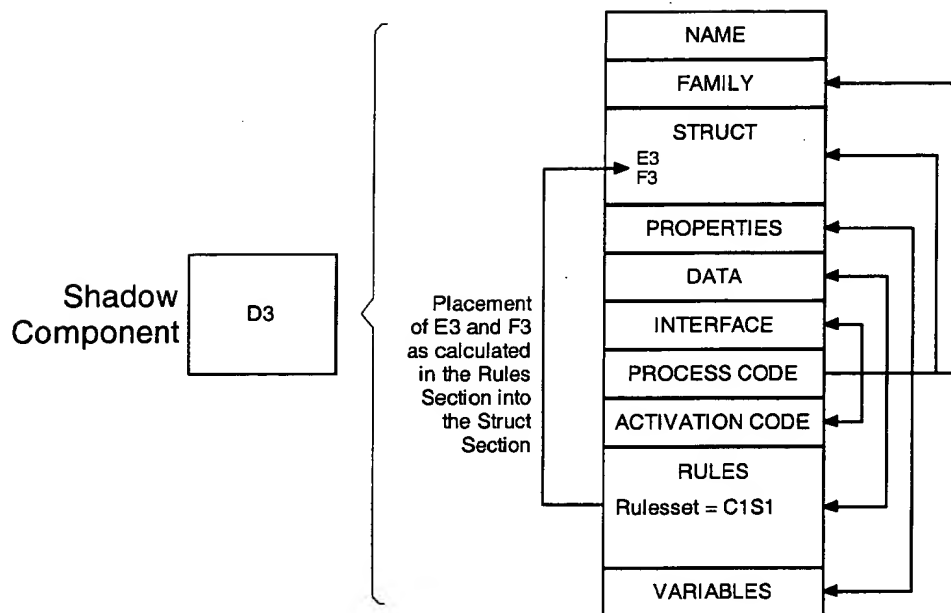 Shadow
Component
D3
Placement
of E3 and F3
as calculated
in the Rules
Section into
the Struct
Section
NAME
FAMILY
STRUCT
E3
F3
PROPERTIES
DATA
INTERFACE
PROCESS CODE
ACTIVATION CODE
RULES
Rulesset = C1S1
VARIABLES